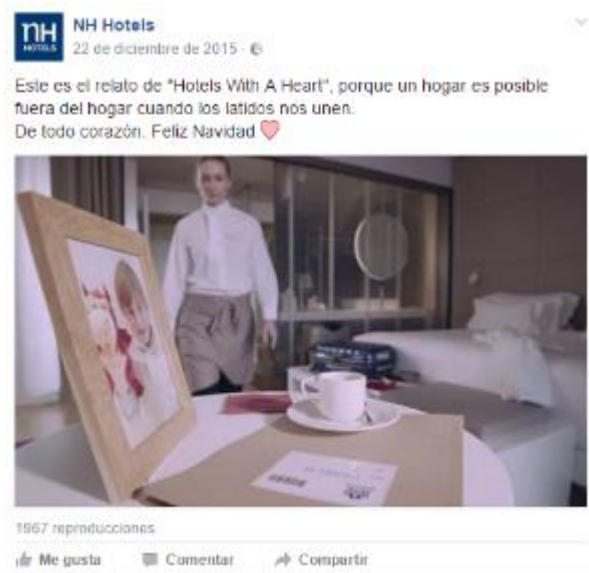 NH Hotels
nH
HOTELS
22 de diciembre de 2015 ·
Este es el relato de "Hotels With A Heart", porque un hogar es posible
fuera del hogar cuando los latidos nos unen.
De todo corazón. Feliz Navidad
1967 reproducciones
Me gusta Comentar Compartir